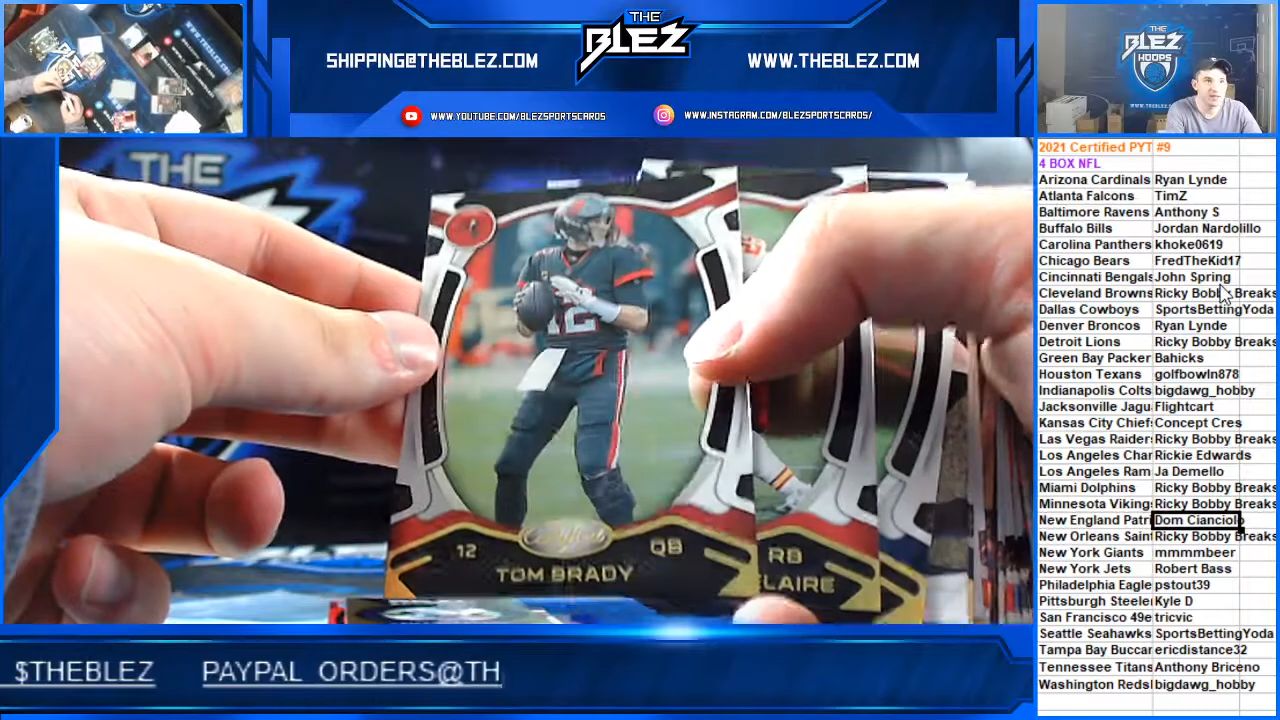 THE
BLEZ
SHIPPING@THEBLEZ.COM
WWW.THEBLEZ.COM
WWW.YOUTUBE.COM/BLEZSPORTSCARDS
WWW.INSTAGRAM.COM/BLEZSPORTSCARDS/
THE
BLEZ
HOOPS
THE
12 QB
Certified
TOM BRADY
RB
ELAIRE
12
$THEBLEZ PAYPAL ORDERS@TH
2021 Certified PYT #9
4 BOX NFL
Arizona Cardinals Ryan Lynde
Atlanta Falcons TimZ
Baltimore Ravens Anthony S
Buffalo Bills Jordan Nardolillo
Carolina Panthers khoke0619
Chicago Bears FredTheKid17
Cincinnati Bengals John Spring
Cleveland Browns Ricky Bobby Breaks
Dallas Cowboys SportsBettingYoda
Denver Broncos Ryan Lynde
Detroit Lions Ricky Bobby Breaks
Green Bay Packer Bahicks
Houston Texans golfbowln878
Indianapolis Colts bigdawg_hobby
Jacksonville Jagu Flightcart
Kansas City Chief Concept Cres
Las Vegas Raider Ricky Bobby Breaks
Los Angeles Char Rickie Edwards
Los Angeles Ram Ja Demello
Miami Dolphins Ricky Bobby Breaks
Minnesota Viking Ricky Bobby Breaks
New England Patri Dom Cianciolo
New Orleans Saint Ricky Bobby Breaks
New York Giants mmmmbeer
New York Jets Robert Bass
Philadelphia Eagle pstout39
Pittsburgh Steeler Kyle D
San Francisco 49e tricvic
Seattle Seahawks SportsBettingYoda
Tampa Bay Buccar ericdistance32
Tennessee Titans Anthony Briceno
Washington Reds bigdawg_hobby